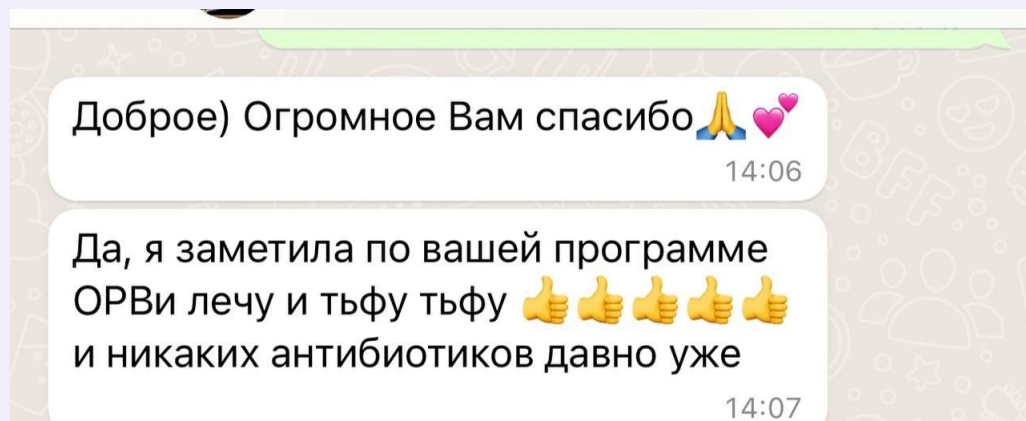 Доброе) Огромное Вам спасибо🙏💕
14:06
Да, я заметила по вашей программе
ОРВи лечу и тьфу тьфу 👍👍👍👍👍
и никаких антибиотиков давно уже
14:07
BFF